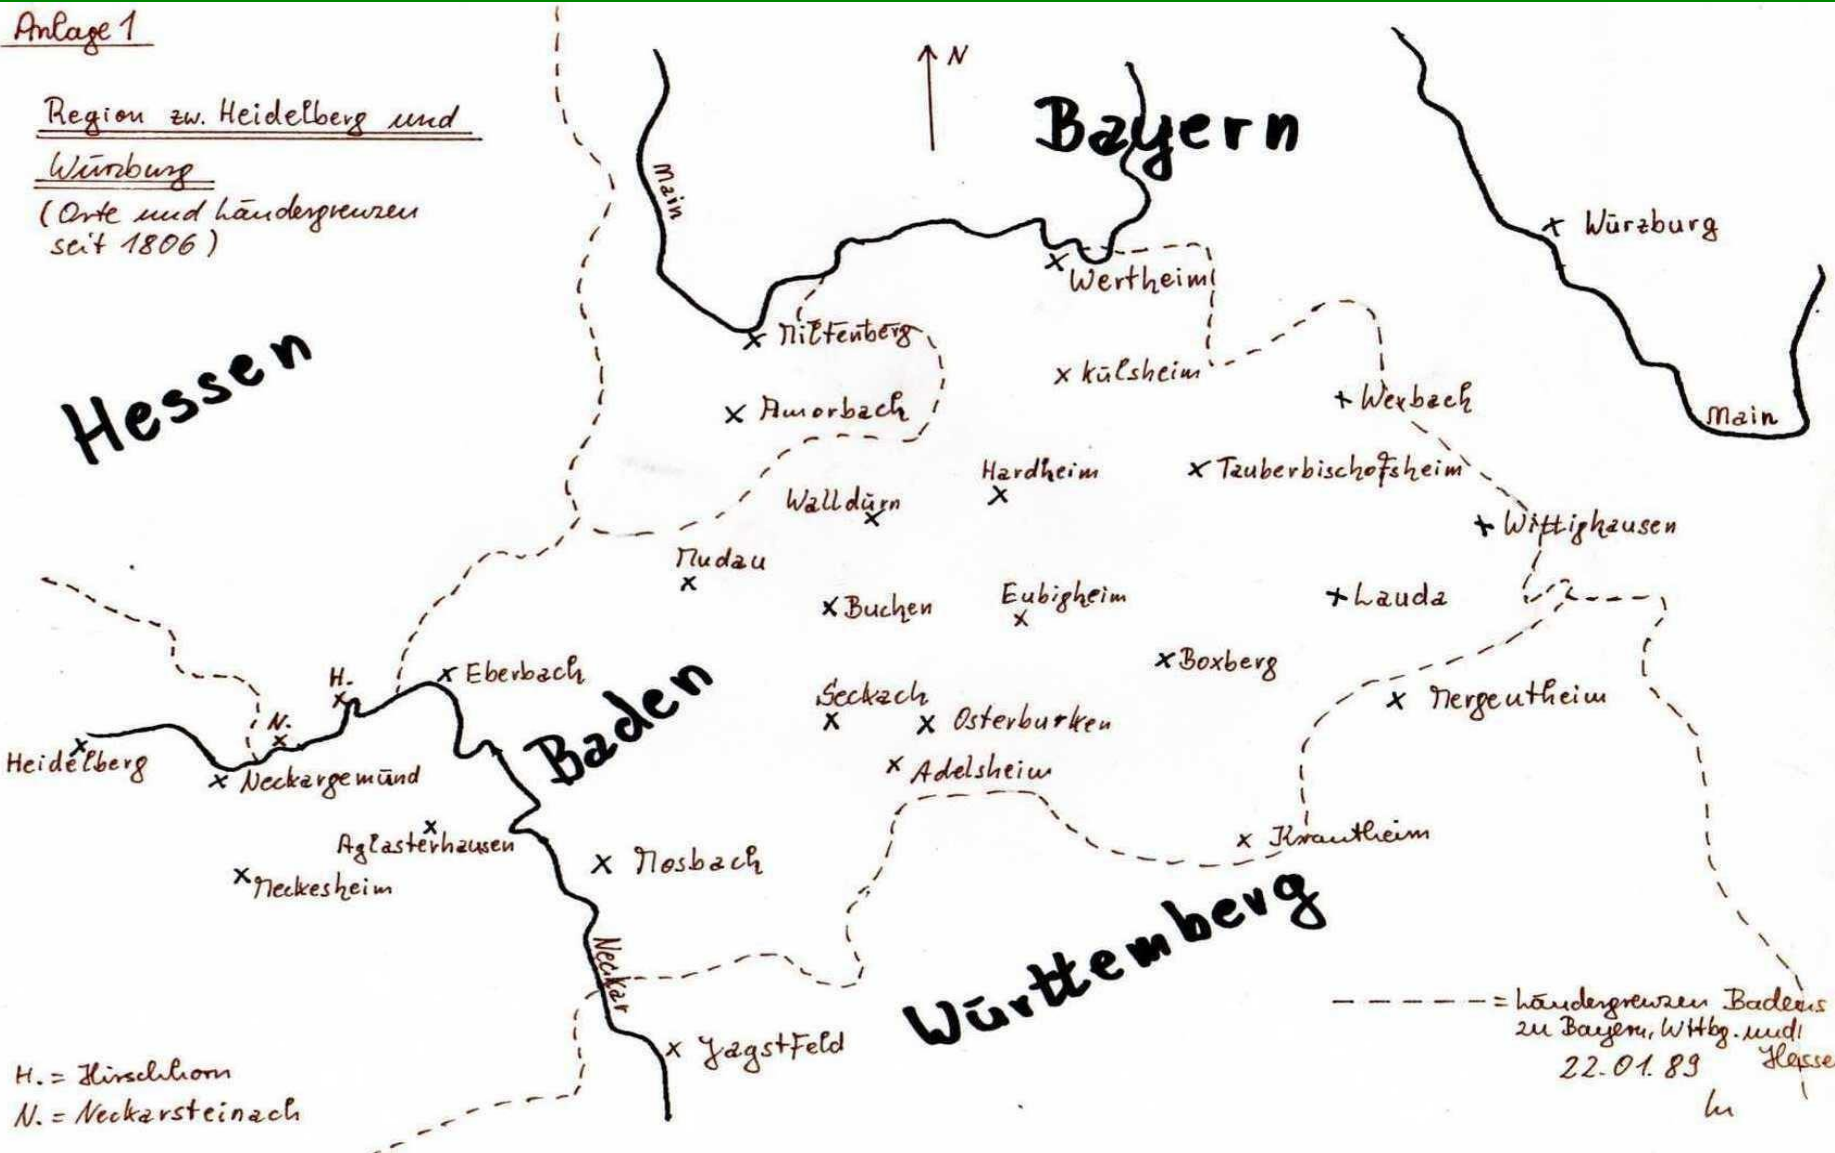 Anlage 1
Region zw. Heidelberg und
Würzburg
(Orte und Ländergrenzen
seit 1806)
N
Bayern
Main
Würzburg
Wertheim
Miltenberg
Hessen
Külsheim
Amorbach
Werbach
Main
Hardheim
Tauberbischofsheim
Walldürn
Wittighausen
Mudau
Buchen
Eubigheim
Lauda
H.
Eberbach
Boxberg
Seckach
Mergentheim
N.
Baden
Osterburken
Heidelberg
Neckargemünd
Adelsheim
Aglasterhausen
Krautheim
Mosbach
Meckesheim
Württemberg
Neckar
Jagstfeld
= Ländergrenzen Badens
zu Bayern, Wttbg. und
Hesse
22.01.89
H. = Hirschhorn
N. = Neckarsteinach